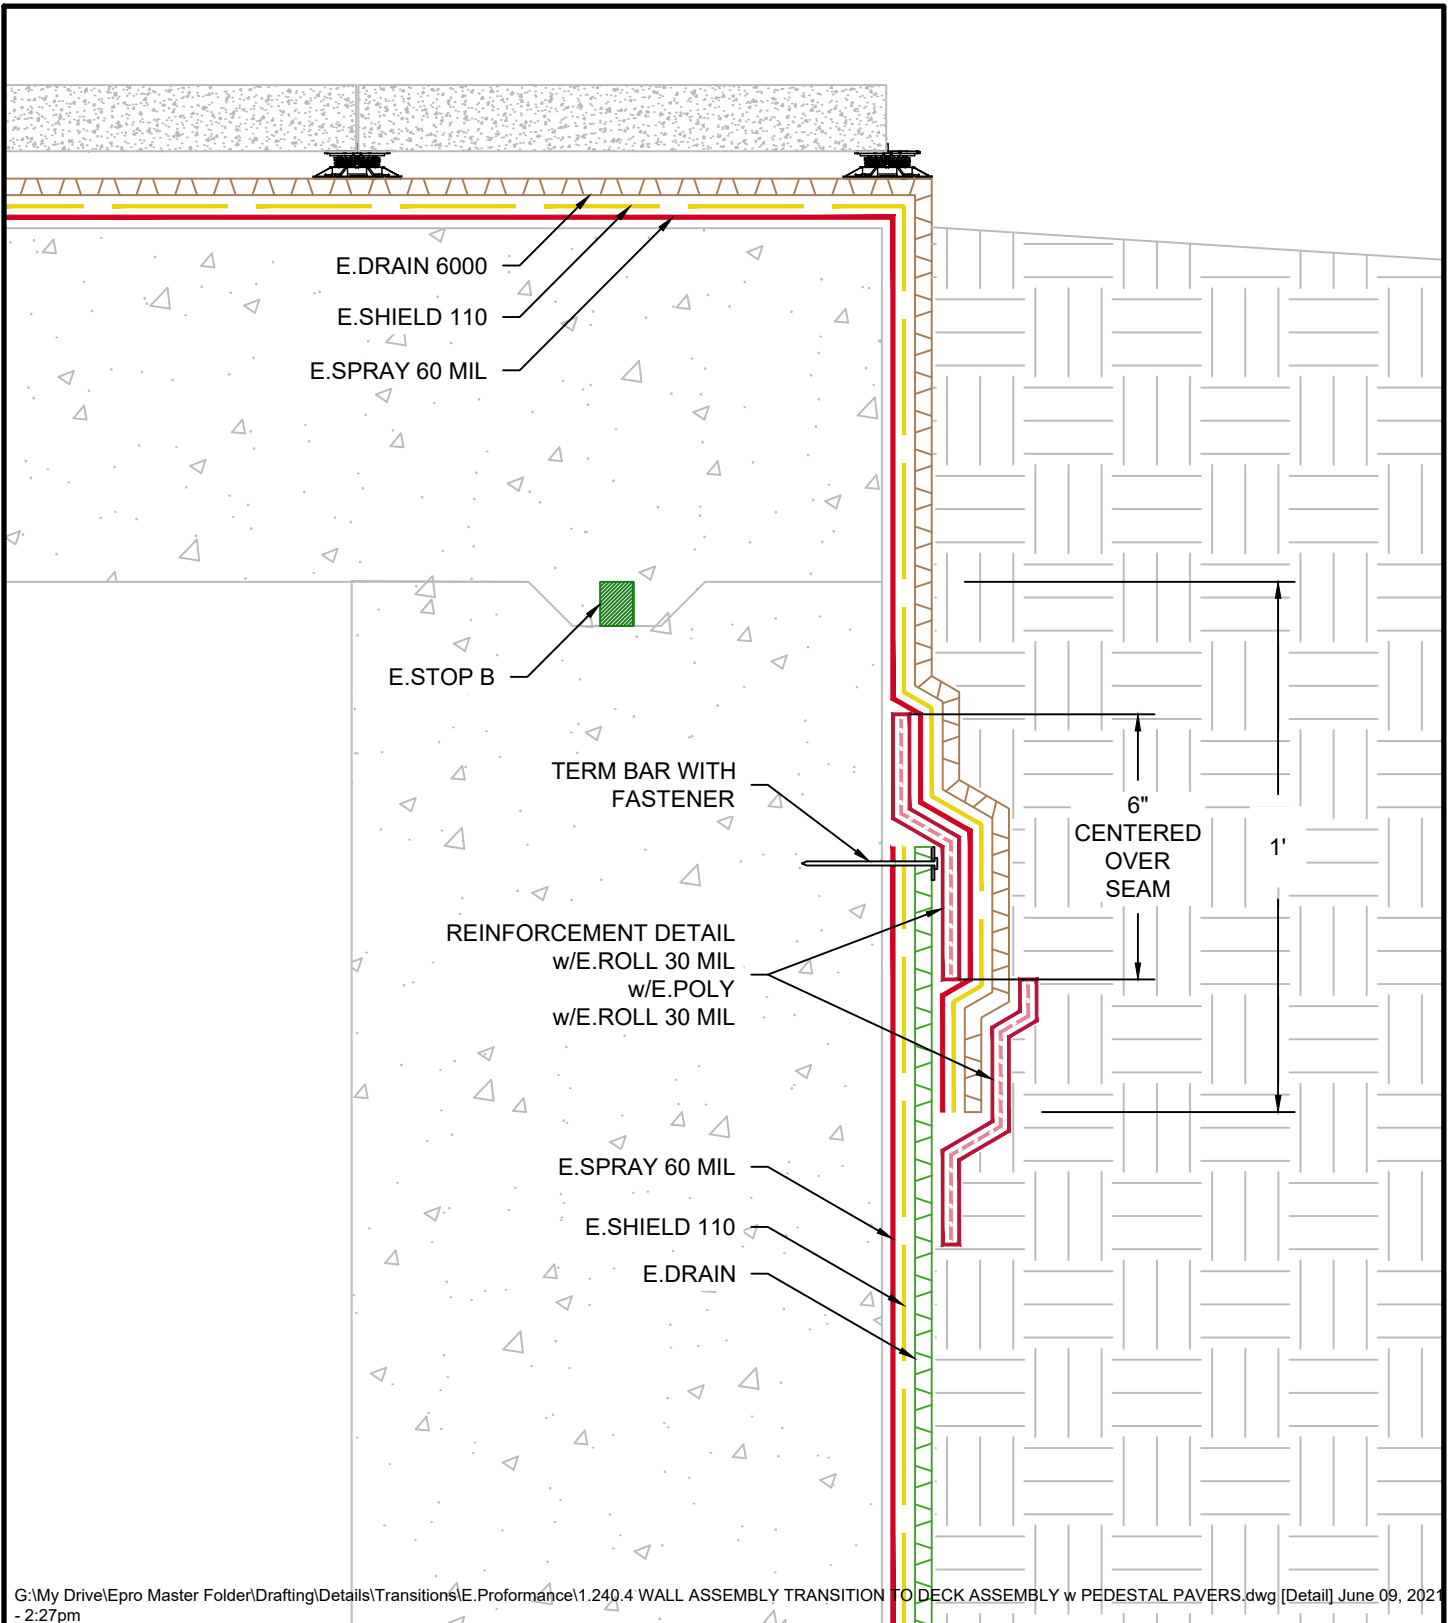 E.DRAIN 6000
E.SHIELD 110
E.SPRAY 60 MIL
E.STOP B
TERM BAR WITH
FASTENER
6"
CENTERED
OVER
SEAM
1'
REINFORCEMENT DETAIL
w/E.ROLL 30 MIL
w/E.POLY
w/E.ROLL 30 MIL
E.SPRAY 60 MIL
E.SHIELD 110
E.DRAIN
G:\My Drive\Epro Master Folder\Drafting\Details\Transitions\E.Proformance\1.240.4 WALL ASSEMBLY TRANSITION TO DECK ASSEMBLY w PEDESTAL PAVERS.dwg [Detail] June 09, 2021
- 2:27pm